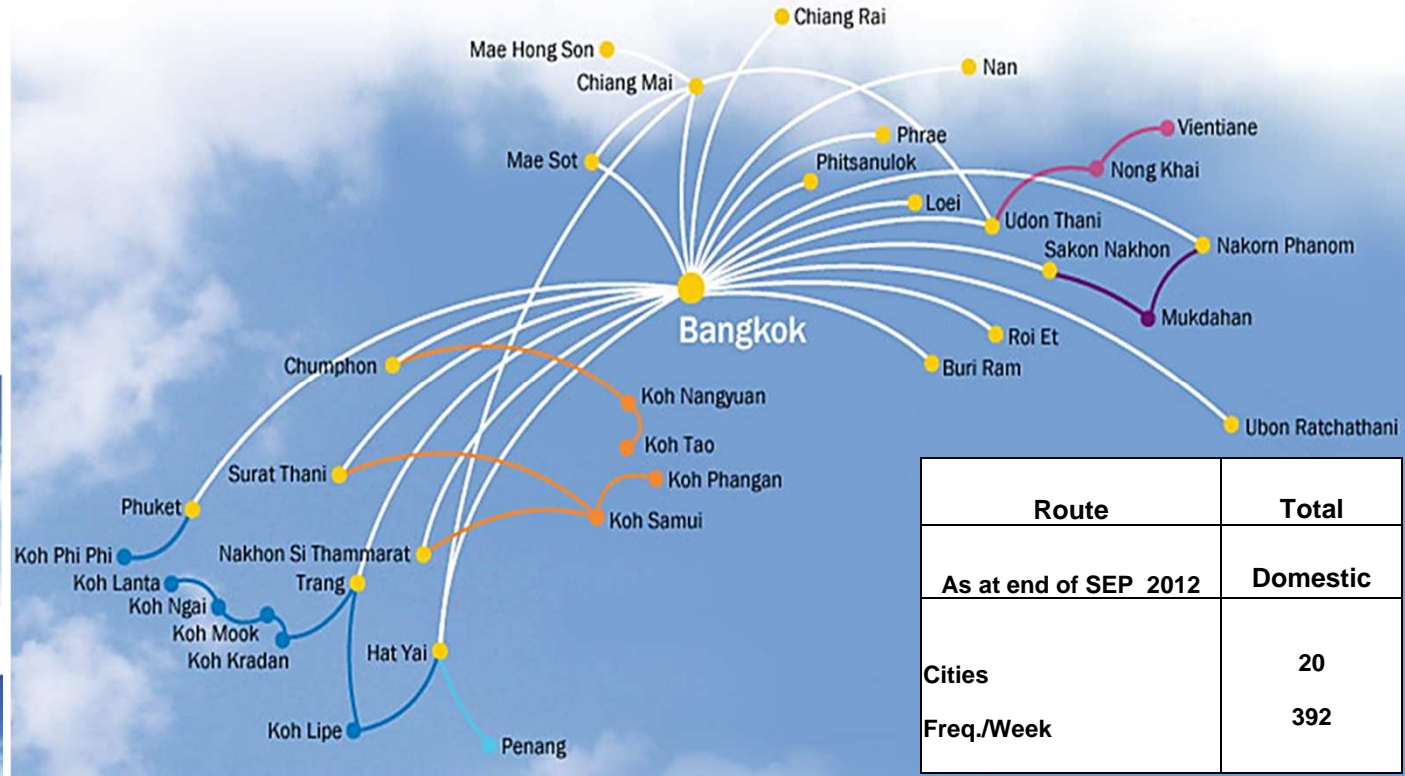 Chiang Rai
Mae Hong Son
Nan
Chiang Mai
Vientiane
Phrae
Mae Sot
Phitsanulok
Nong Khai
Loei
Udon Thani
Nakorn Phanom
Sakon Nakhon
Mukdahan
Bangkok
Roi Et
Chumphon
Buri Ram
Koh Nangyuan
Ubon Ratchathani
Koh Tao
Surat Thani
Koh Phangan
Phuket
Koh Samui
Koh Phi Phi
Nakhon Si Thammarat
Koh Lanta
Trang
Koh Ngai
Koh Mook
Koh Kradan
Hat Yai
Koh Lipe
Penang
Route Total
As at end of SEP 2012 Domestic
Cities 20
Freq./Week 392